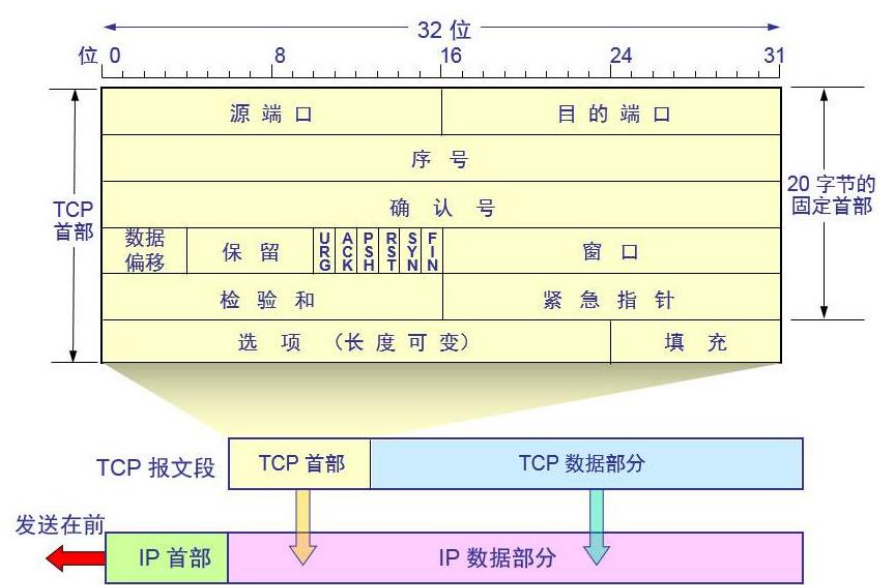 32 位
位 0 8 16 24 31
源 端 口 目 的 端 口
序 号
确 认 号
TCP
首部
20 字节的
固定首部
数据
偏移
保 留
URG ACK PSH RST SYN FIN
窗 口
检 验 和 紧 急 指 针
选 项 （长 度 可 变） 填 充
TCP 报文段 TCP 首部 TCP 数据部分
发送在前
IP 首部 IP 数据部分